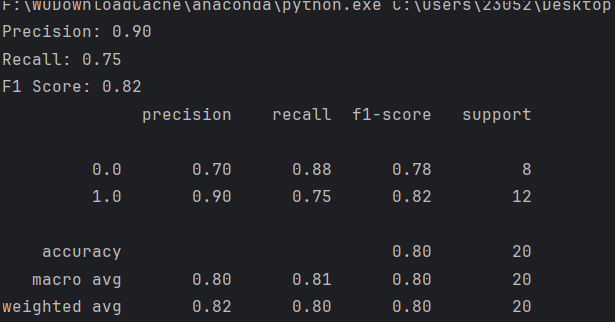 F:\WUDownloadCache\anaconda\python.exe C:\Users\23052\Desktop
Precision: 0.90
Recall: 0.75
F1 Score: 0.82
precision recall f1-score support
0.0 0.70 0.88 0.78 8
1.0 0.90 0.75 0.82 12
accuracy 0.80 20
macro avg 0.80 0.81 0.80 20
weighted avg 0.82 0.80 0.80 20